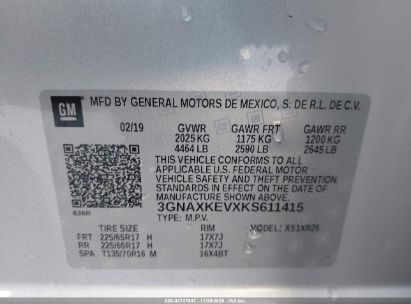 GM MFD BY GENERAL MOTORS DE MEXICO, S. DE R.L. DE C.V.
02/19 GVWR GAWR FRT GAWR RR
2025 KG 1175 KG 1200 KG
4464 LB 2590 LB 2645 LB
THIS VEHICLE CONFORMS TO ALL
APPLICABLE U.S. FEDERAL MOTOR
VEHICLE SAFETY AND THEFT PREVENTION
STANDARDS IN EFFECT ON THE DATE OF
MANUFACTURE SHOWN ABOVE.
3GNAXKEVXKS611415
TYPE: M.P.V.
TIRE SIZE RIM
FRT 225/65R17 H 17X7J
RR 225/65R17 H 17X7J
SPA T135/70R16 M 16X4BT